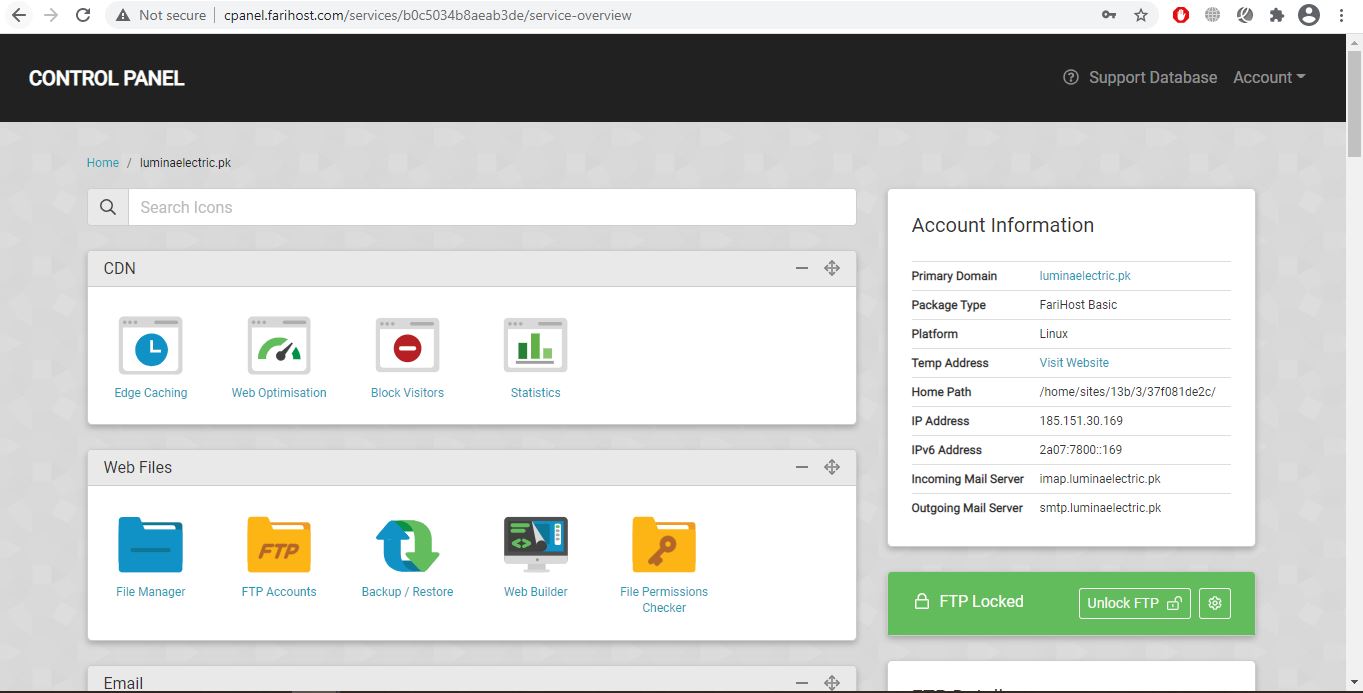 Not secure | cpanel.farihost.com/services/b0c5034b8aeab3de/service-overview
CONTROL PANEL
Support Database
Account
Home / luminaelectric.pk
Search Icons
CDN
Edge Caching
Web Optimisation
Block Visitors
Statistics
Web Files
File Manager
FTP
FTP Accounts
Backup / Restore
Web Builder
File Permissions
Checker
Email
Account Information
Primary Domain luminaelectric.pk
Package Type FariHost Basic
Platform Linux
Temp Address Visit Website
Home Path /home/sites/13b/3/37f081de2c/
IP Address 185.151.30.169
IPv6 Address 2a07:7800::169
Incoming Mail Server imap.luminaelectric.pk
Outgoing Mail Server smtp.luminaelectric.pk
FTP Locked
Unlock FTP